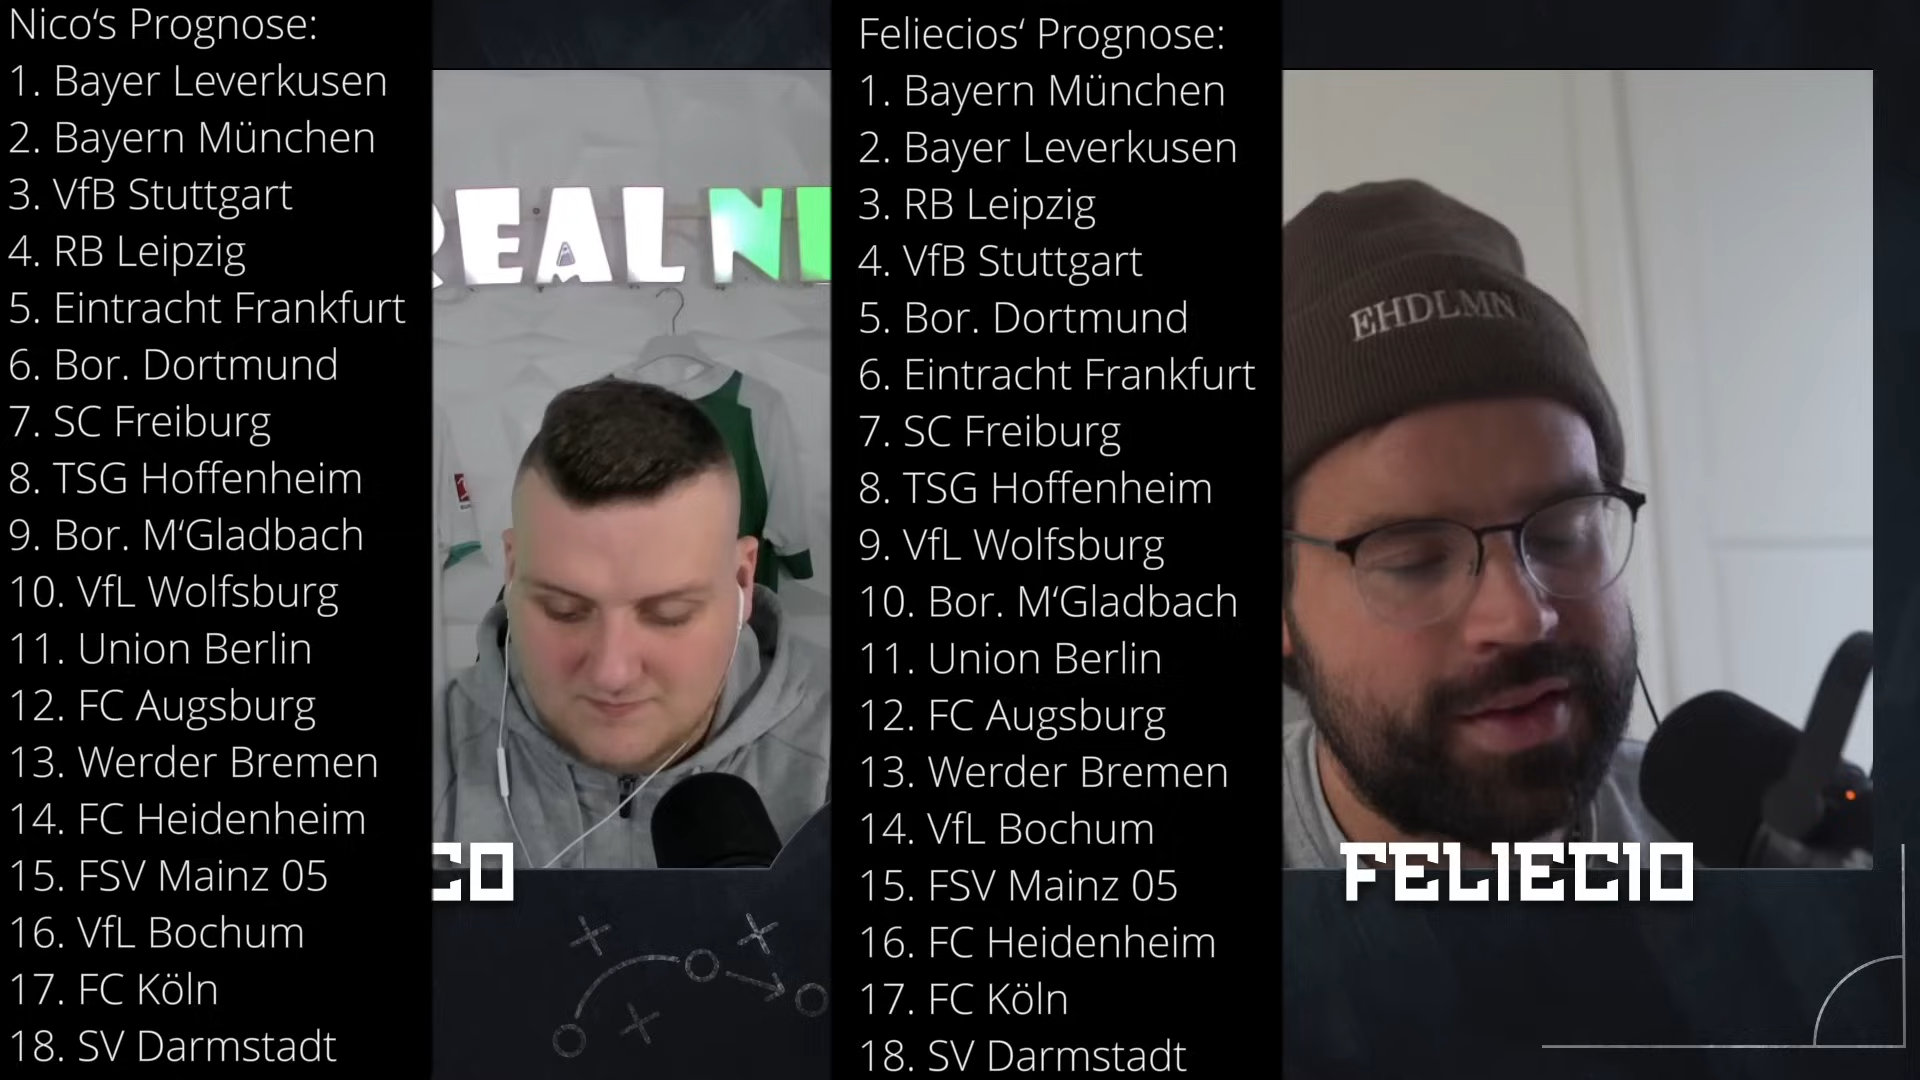 Nico‘s Prognose:
1. Bayer Leverkusen
2. Bayern München
3. VfB Stuttgart
4. RB Leipzig
5. Eintracht Frankfurt
6. Bor. Dortmund
7. SC Freiburg
8. TSG Hoffenheim
9. Bor. M‘Gladbach
10. VfL Wolfsburg
11. Union Berlin
12. FC Augsburg
13. Werder Bremen
14. FC Heidenheim
15. FSV Mainz 05
16. VfL Bochum
17. FC Köln
18. SV Darmstadt
REALNI
CO
Feliecios‘ Prognose:
1. Bayern München
2. Bayer Leverkusen
3. RB Leipzig
4. VfB Stuttgart
5. Bor. Dortmund
6. Eintracht Frankfurt
7. SC Freiburg
8. TSG Hoffenheim
9. VfL Wolfsburg
10. Bor. M‘Gladbach
11. Union Berlin
12. FC Augsburg
13. Werder Bremen
14. VfL Bochum
15. FSV Mainz 05
16. FC Heidenheim
17. FC Köln
18. SV Darmstadt
EHDLMN
FELIECIO